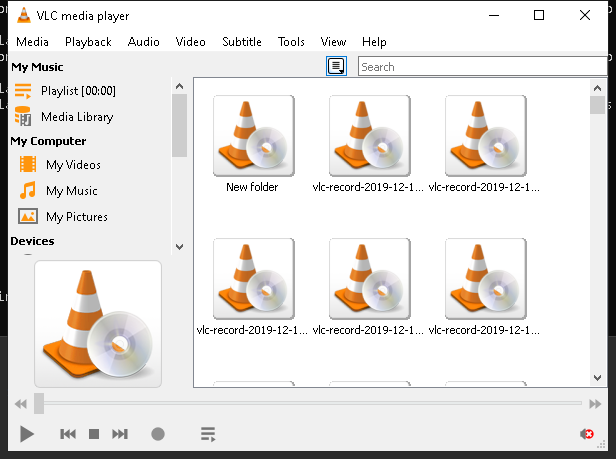 VLC media player
Media Playback Audio Video Subtitle Tools View Help
My Music
Playlist [00:00]
Media Library
My Computer
My Videos
My Music
My Pictures
Devices
Search
New folder
vlc-record-2019-12-1...
vlc-record-2019-12-1...
vlc-record-2019-12-1...
vlc-record-2019-12-1...
vlc-record-2019-12-1...